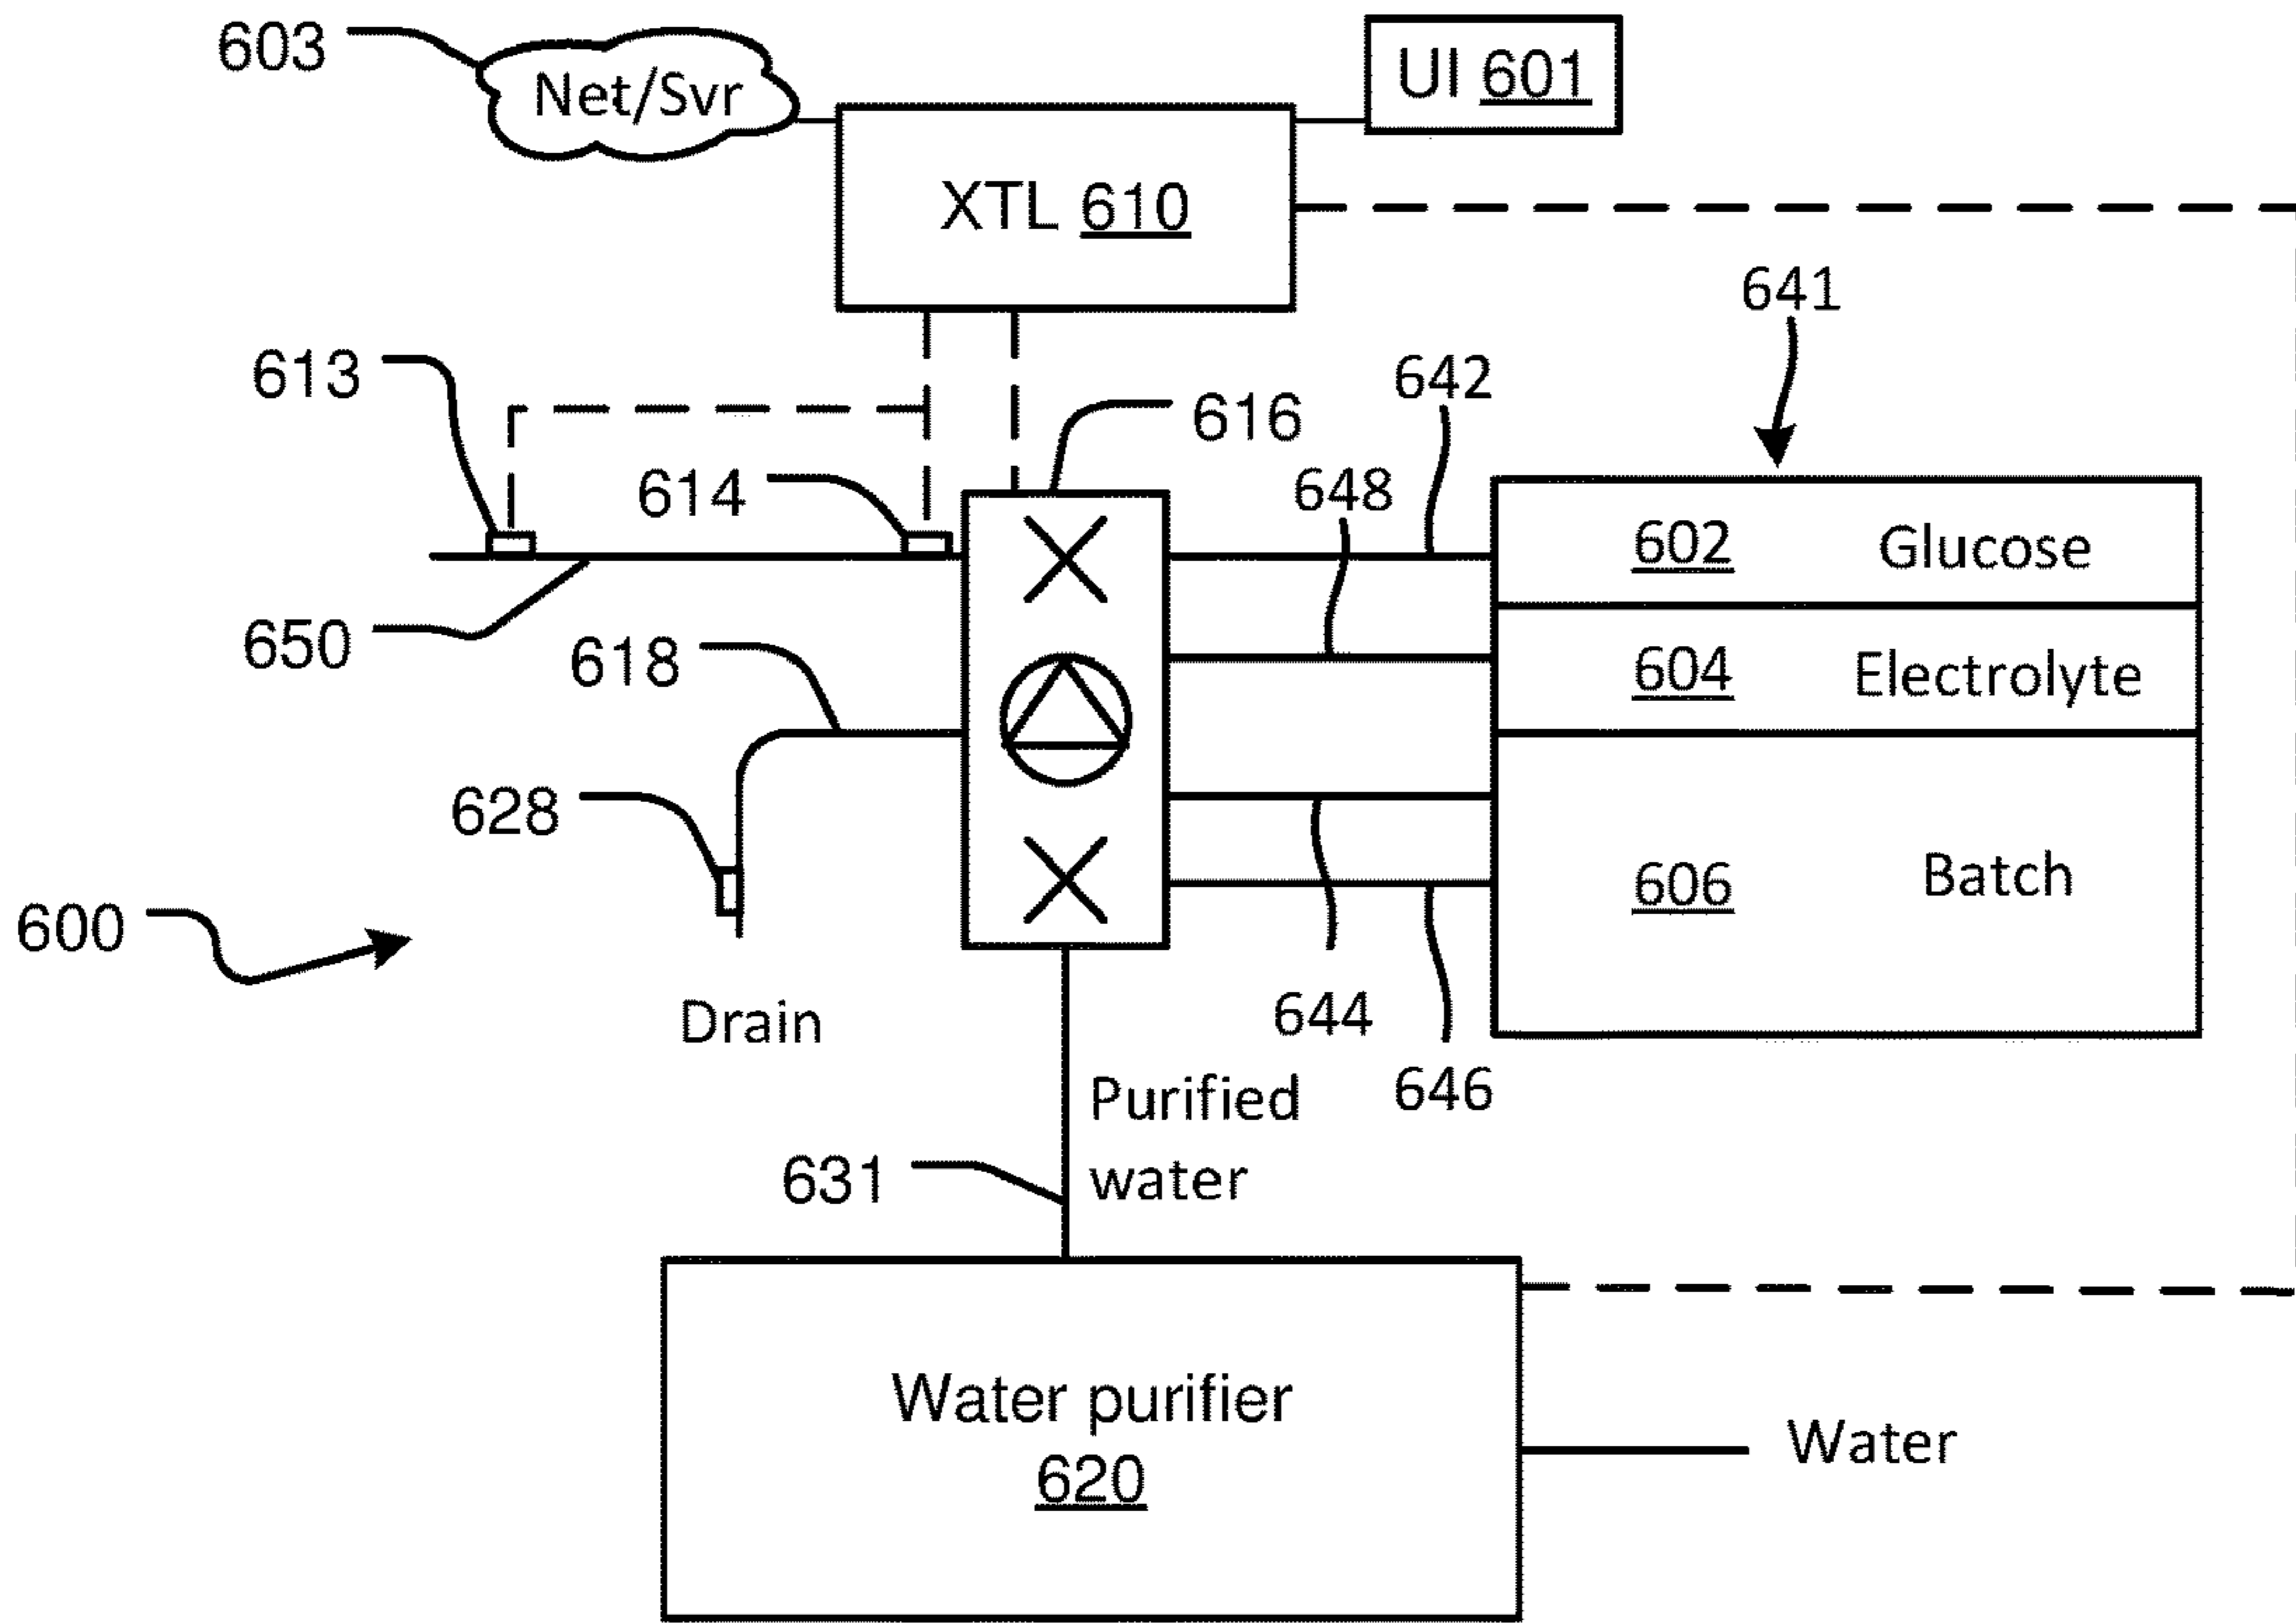 603
Net/Svr
UI 601
XTL 610
641
613
642
616
614
648
602 Glucose
650
618
604 Electrolyte
628
606 Batch
600
Drain
644
646
Purified
water
631
Water purifier
620
Water